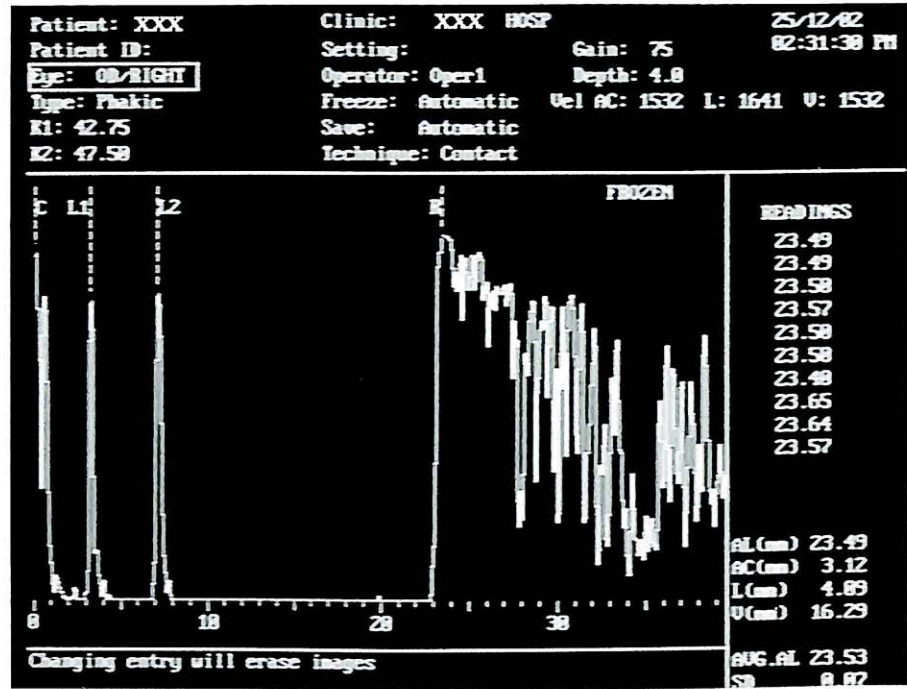 Patient: XXX Clinic: XXX HOSP 25/12/02
Patient ID: Setting: Gain: 75 02:31:30 PM
Eye: OD/RIGHT Operator: Oper1 Depth: 4.0
Type: Phakic Freeze: Automatic Vel AC: 1532 L: 1641 V: 1532
K1: 42.75 Save: Automatic
K2: 47.50 Technique: Contact
C L1 L2 R FROZEN
READINGS
23.49
23.49
23.50
23.57
23.50
23.50
23.40
23.65
23.64
23.57
AL(mm) 23.49
AC(mm) 3.12
L(mm) 4.09
V(mm) 16.29
0 10 20 30
Changing entry will erase images
AVG.AL 23.53
SD 0.07